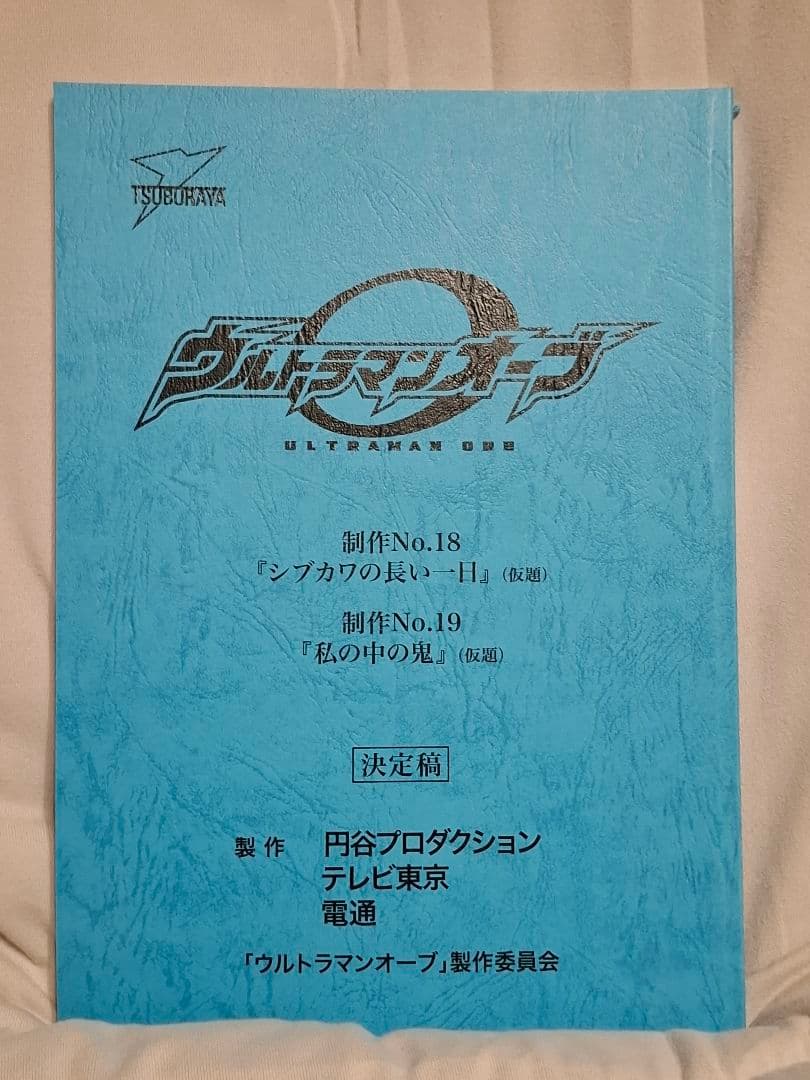 TSUBURAYA
ウルトラマンオーブ
ULTRAMAN ORB
制作No.18
『シブカワの長い一日』(仮題)
制作No.19
『私の中の鬼』(仮題)
決定稿
製作 円谷プロダクション
テレビ東京
電通
「ウルトラマンオーブ」製作委員会